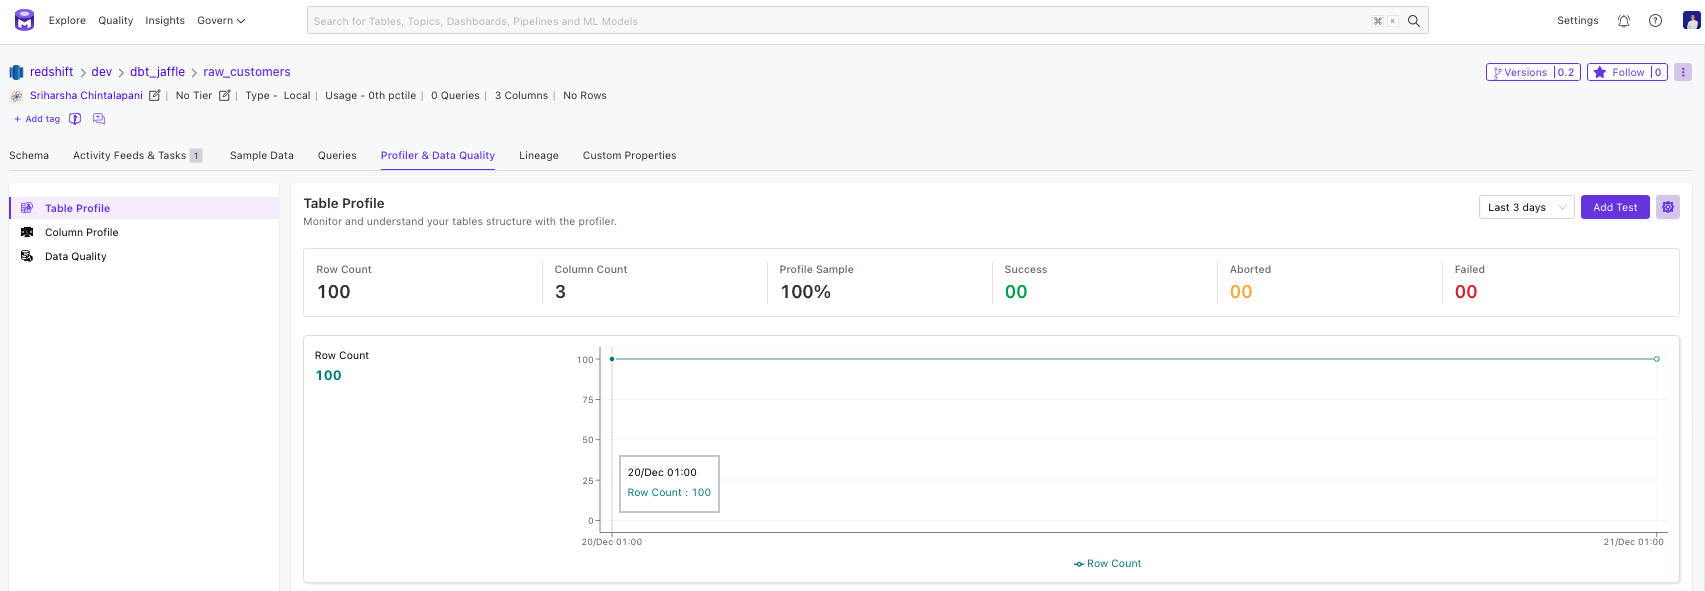 Explore Quality Insights Govern
Search for Tables, Topics, Dashboards, Pipelines and ML Models
⌘ K
Settings
redshift > dev > dbt_jaffle > raw_customers
Versions | 0.2
Follow | 0
Sriharsha Chintalapani | No Tier | Type - Local | Usage - 0th pctile | 0 Queries | 3 Columns | No Rows
+ Add tag
Schema Activity Feeds & Tasks 1 Sample Data Queries Profiler & Data Quality Lineage Custom Properties
Table Profile
Column Profile
Data Quality
Table Profile
Monitor and understand your tables structure with the profiler.
Last 3 days
Add Test
Row Count
100
Column Count
3
Profile Sample
100%
Success
00
Aborted
00
Failed
00
Row Count
100
100
75
50
25
0
20/Dec 01:00
Row Count : 100
20/Dec 01:00
21/Dec 01:00
Row Count